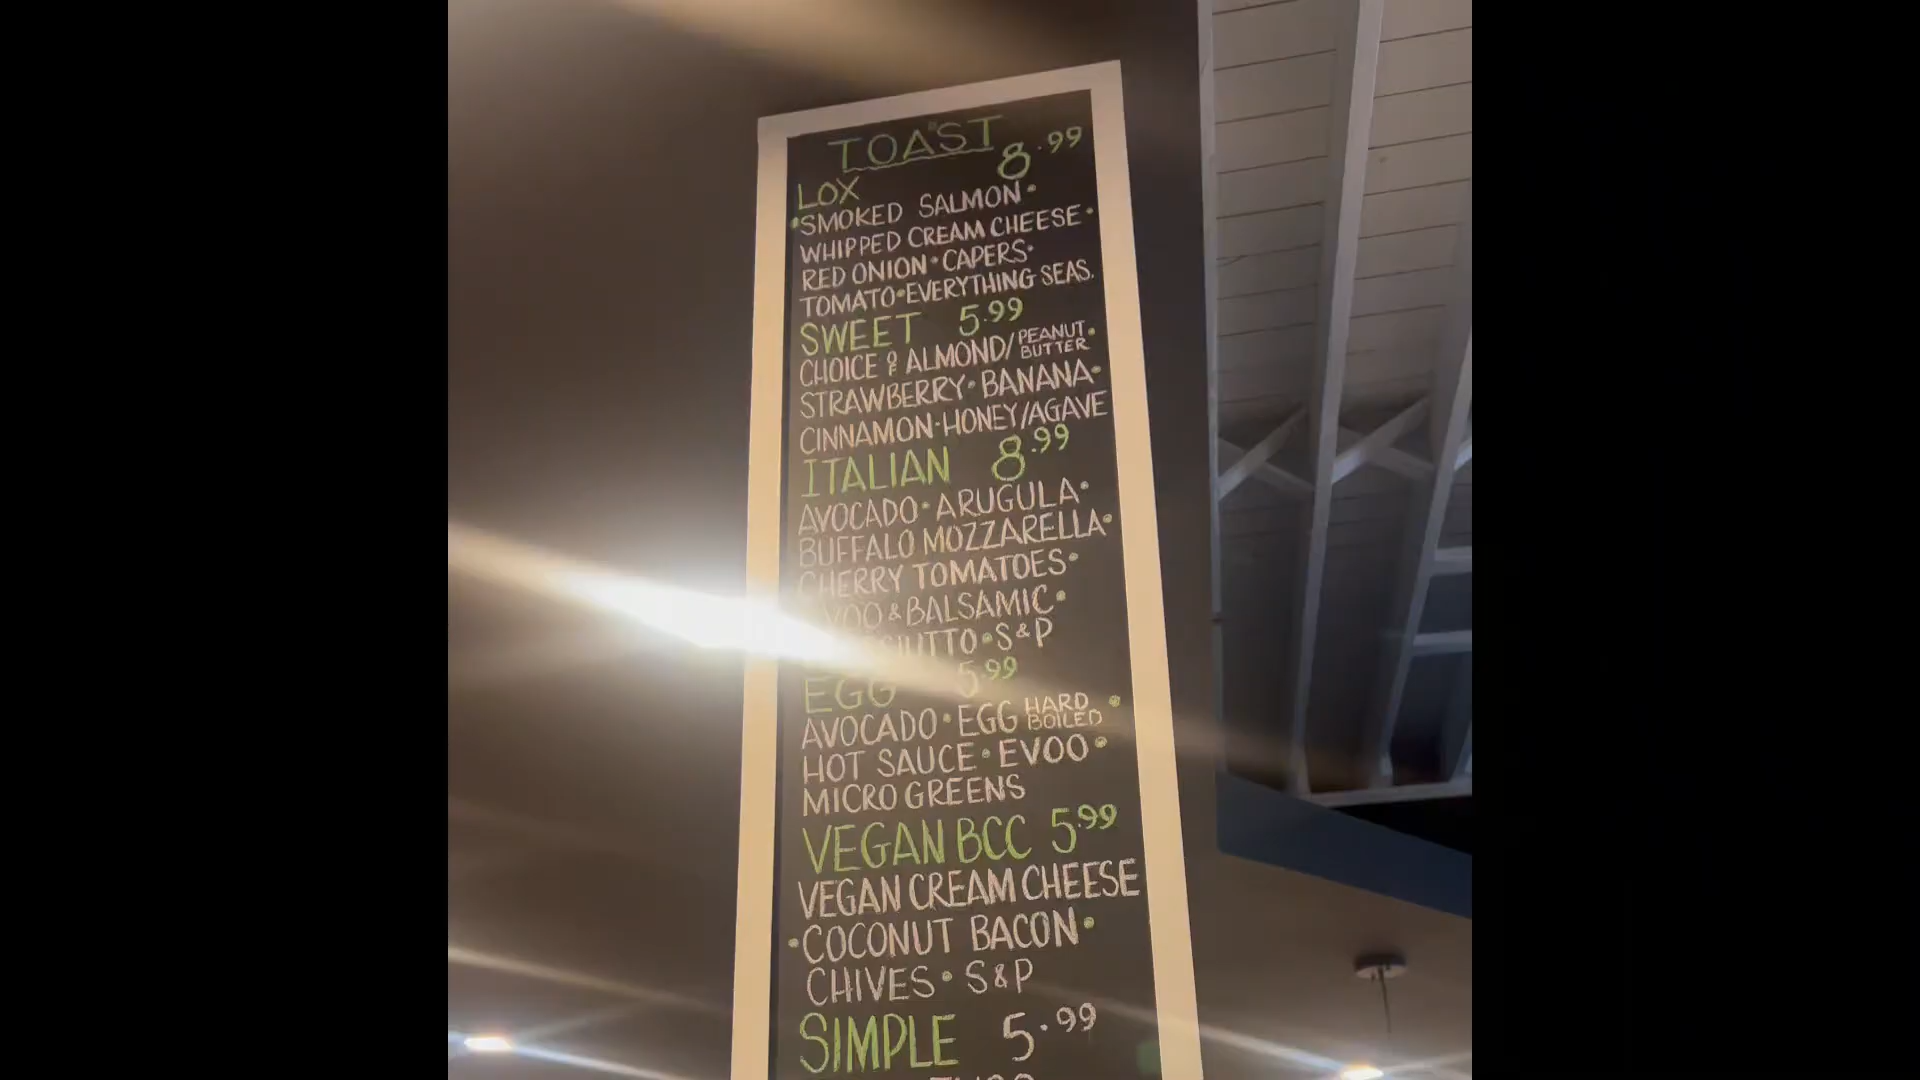 TOAST
LOX 8.99
•SMOKED SALMON•
WHIPPED CREAM CHEESE•
RED ONION•CAPERS•
TOMATO•EVERYTHING SEAS.
SWEET 5.99
CHOICE OF ALMOND/PEANUT BUTTER•
STRAWBERRY•BANANA•
CINNAMON•HONEY/AGAVE
ITALIAN 8.99
AVOCADO•ARUGULA•
BUFFALO MOZZARELLA•
CHERRY TOMATOES•
&BALSAMIC•
•S&P
EGG 5.99
AVOCADO•EGG HARD BOILED•
HOT SAUCE•EVOO•
MICRO GREENS
VEGAN BCC 5.99
VEGAN CREAM CHEESE
•COCONUT BACON•
CHIVES•S&P
SIMPLE 5.99